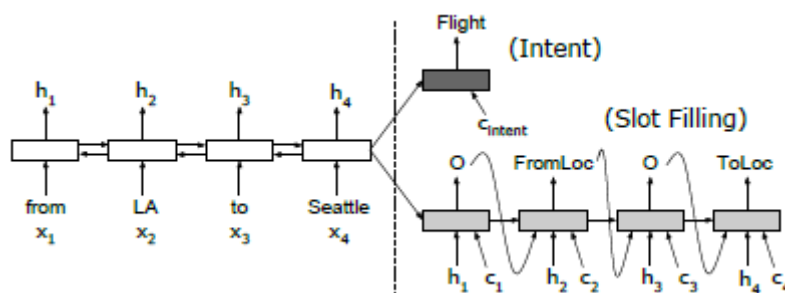 Flight
(Intent)
h1 h2 h3 h4
cIntent
(Slot Filling)
O FromLoc O ToLoc
from LA to Seattle
x1 x2 x3 x4
h1 c1 h2 c2 h3 c3 h4 c4